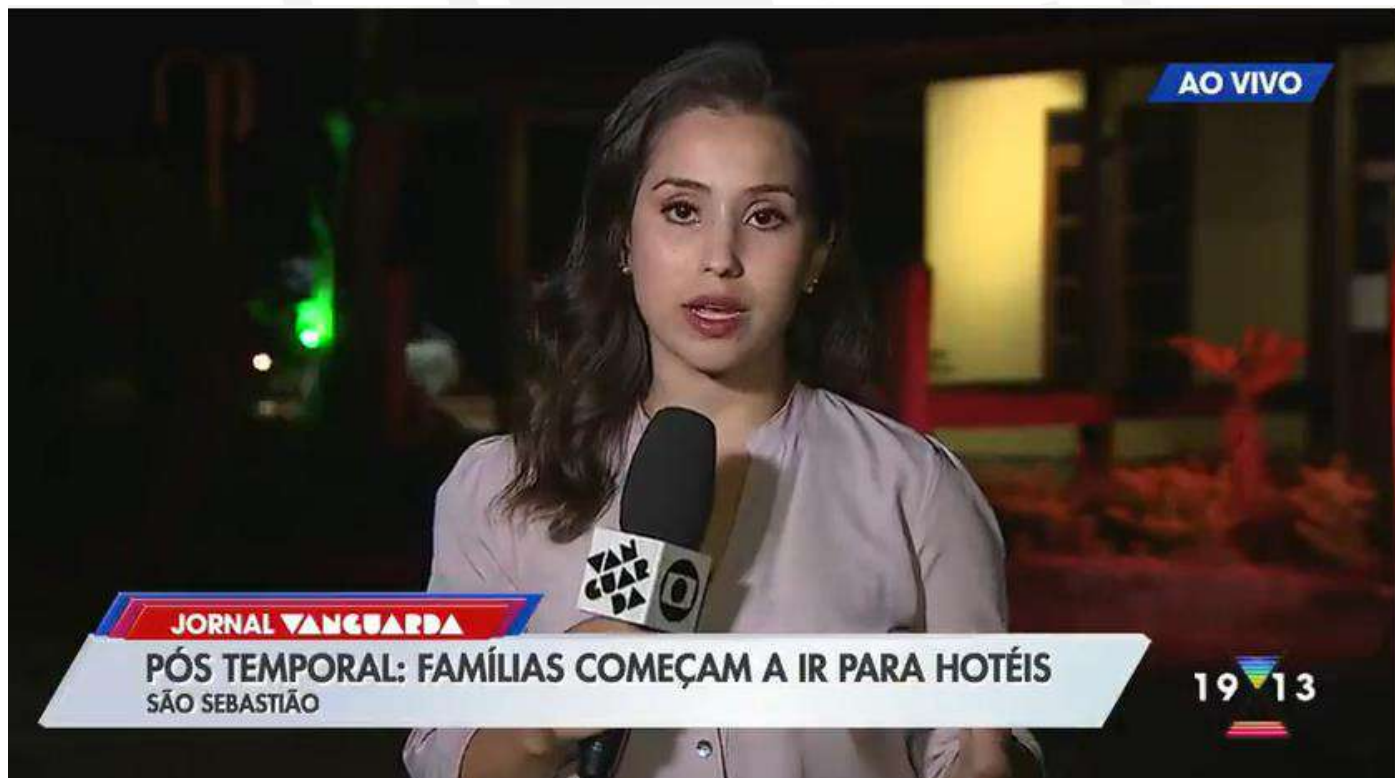 AO VIVO
VAN
GUAR
DA
JORNAL VANGUARDA
PÓS TEMPORAL: FAMÍLIAS COMEÇAM A IR PARA HOTÉIS
SÃO SEBASTIÃO
19 13